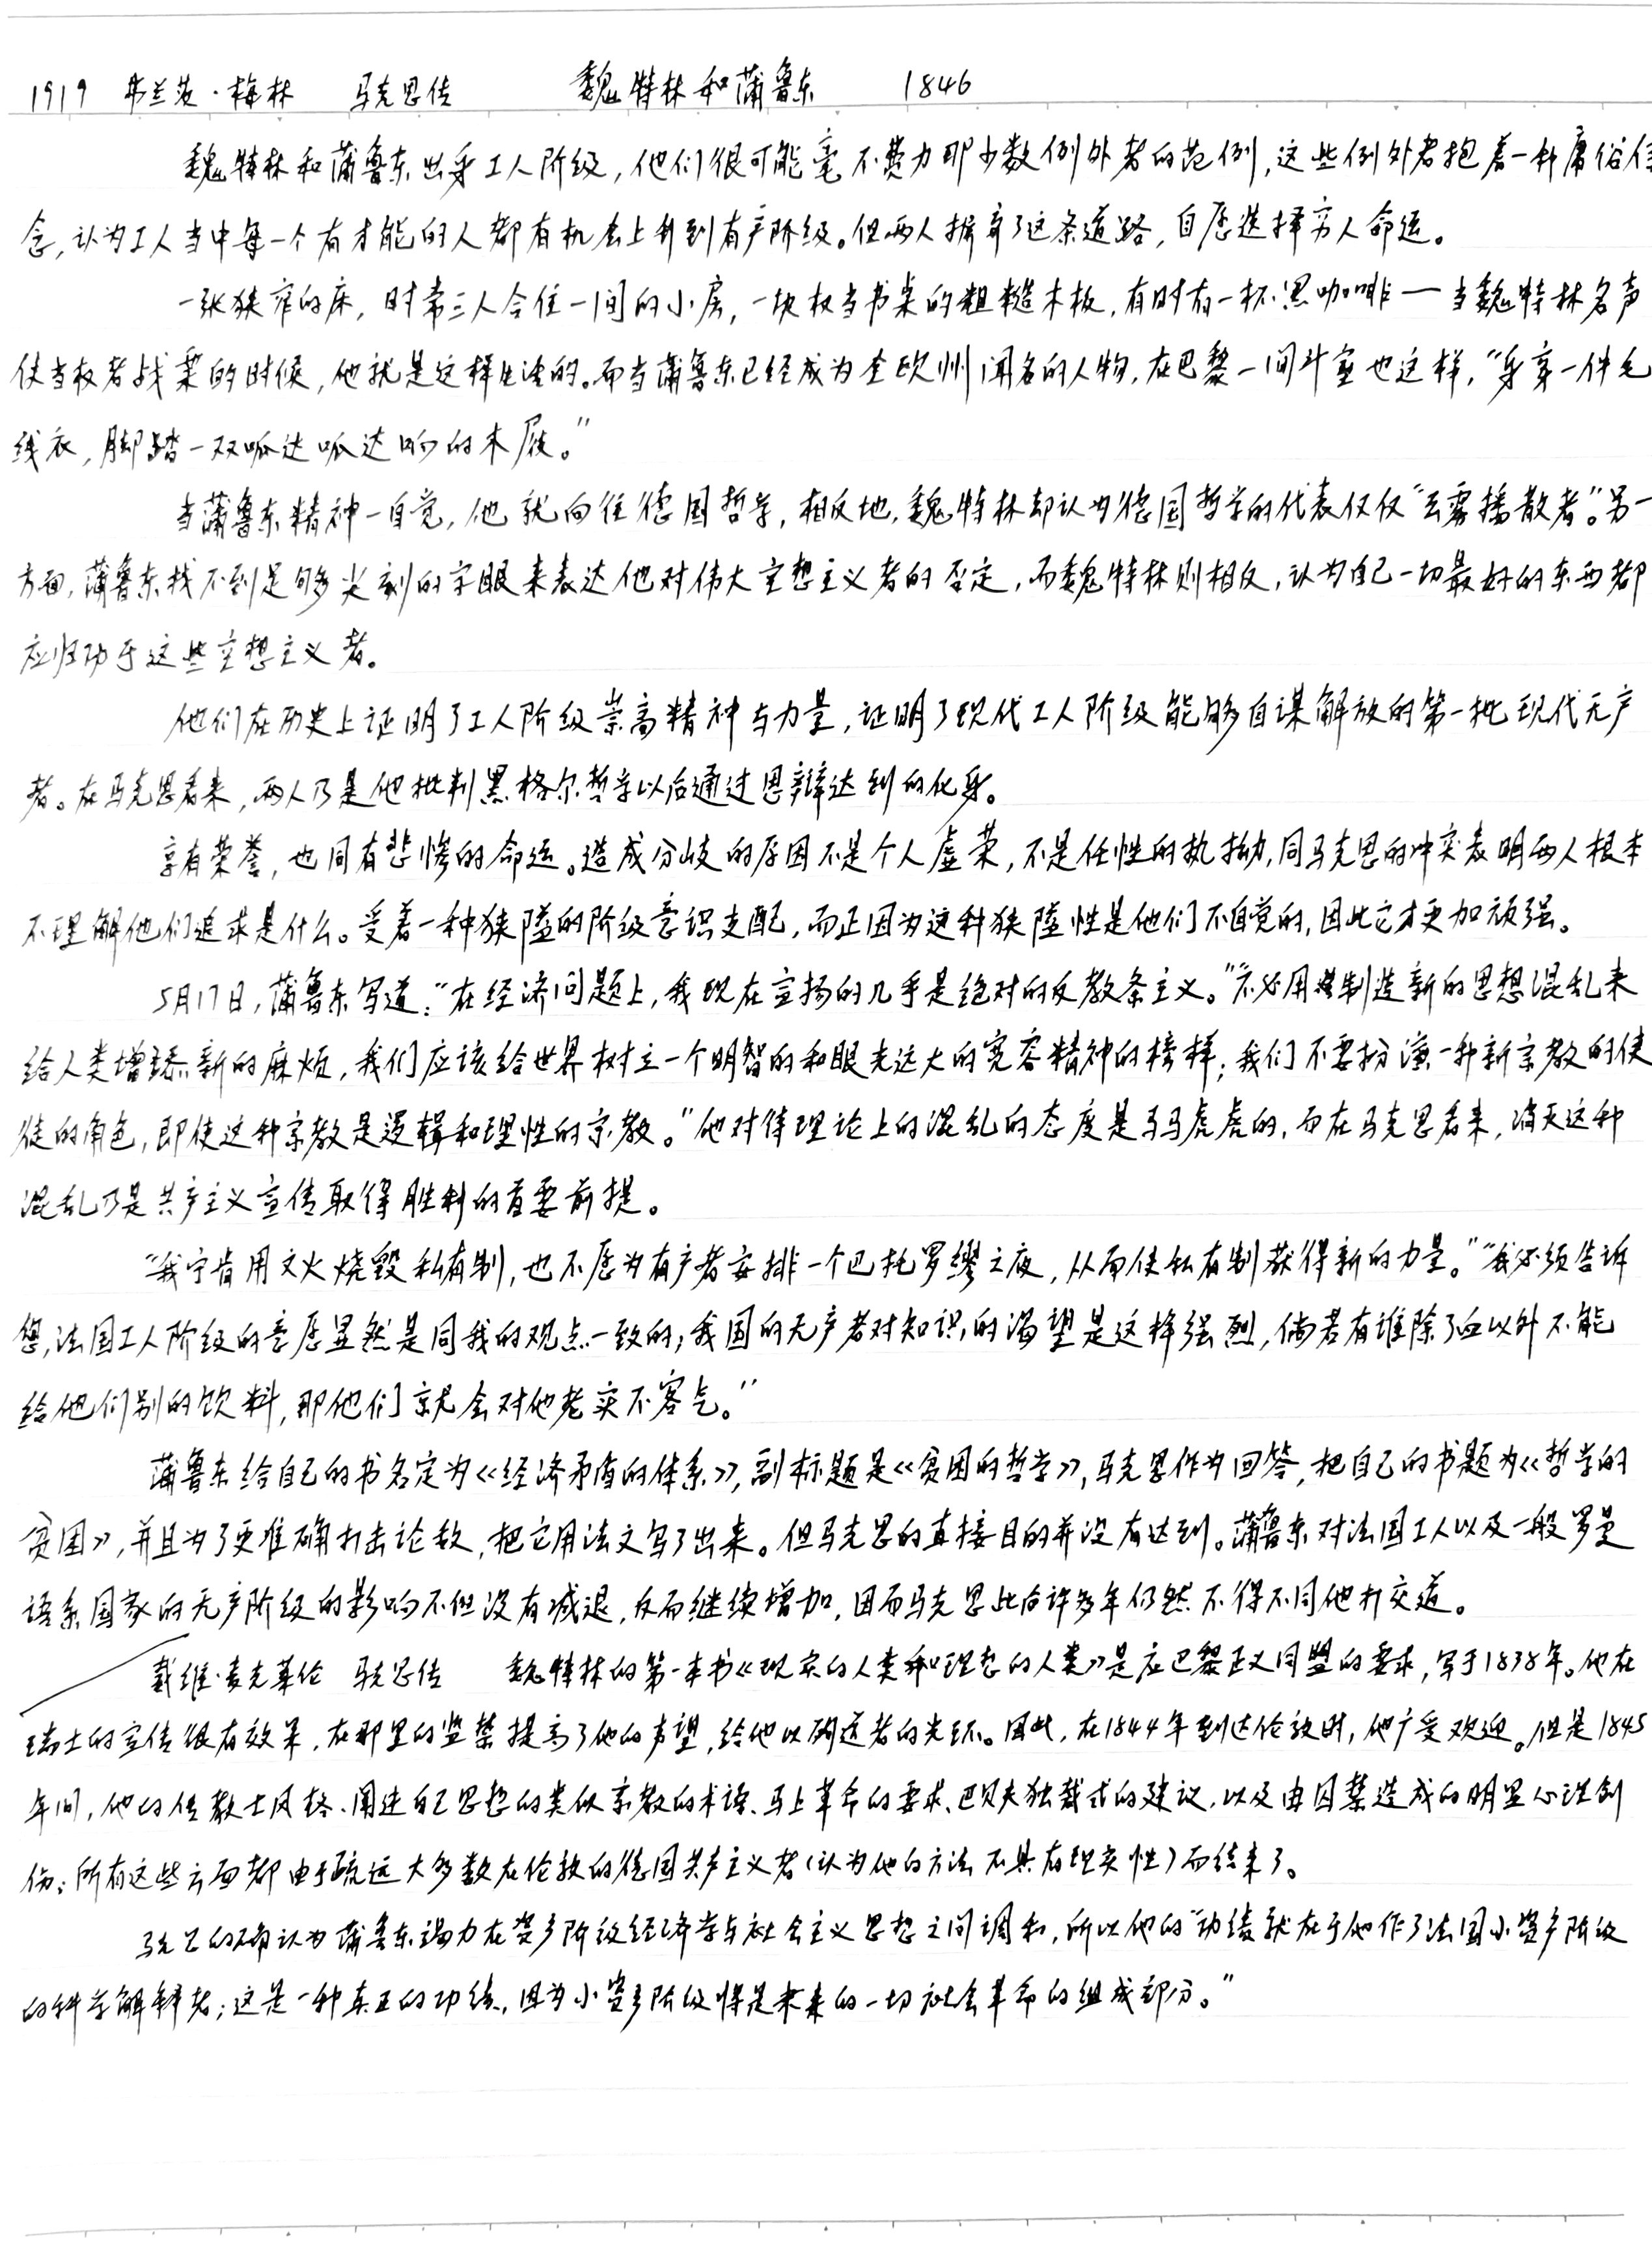 1919 弗兰茨·梅林 马克思传 魏特林和蒲鲁东 1846
魏特林和蒲鲁东出身工人阶级,他们很可能毫不费力那少数例外者的范例,这些例外者抱着一种庸俗信
念,认为工人当中每一个有才能的人都有机会上升到有产阶级。但两人摒弃了这条道路,自愿选择穷人命运。
一张狭窄的床,时常三人合住一间的小房,一块权当书桌的粗糙木板,有时有一杯黑咖啡一当魏特林名声
使当权者战栗的时候,他就是这样生活的。而当蒲鲁东已经成为全欧州闻名的人物,在巴黎一间斗室也这样,“身穿一件毛
线衣,脚踏一双呱达呱达响的木屐。”
当蒲鲁东精神一自觉,他就向往德国哲学,相反地,魏特林却认为德国哲学的代表仅仅“云雾播散者”。另一
方面,蒲鲁东找不到足够尖刻的字眼来表达他对伟大空想主义者的否定,而魏特林则相反,认为自己一切最好的东西都
应归功于这些空想主义者。
他们在历史上证明了工人阶级崇高精神与力量,证明了现代工人阶级能够自谋解放的第一批现代无产
者。在马克思看来,两人乃是他批判黑格尔哲学以后通过思辩达到的化身。
享有荣誉,也同有悲惨的命运。造成分岐的原因不是个人虚荣,不是任性的执拗,同马克思的冲突表明两人根本
不理解他们追求是什么。受着一种狭隘的阶级意识支配,而正因为这种狭隘性是他们不自觉的,因此它才更加顽强。
5月17日,蒲鲁东写道:“在经济问题上,我现在宣扬的几乎是绝对的反教条主义。”“不必用制造新的思想混乱来
给人类增添新的麻烦,我们应该给世界树立一个明智的和眼光远大的宽容精神的榜样;我们不要扮演一种新宗教的使
徒的角色,即使这种宗教是逻辑和理性的宗教。”他对待理论上的混乱的态度是马马虎虎的,而在马克思看来,消灭这种
混乱乃是共产主义宣传取得胜利的首要前提。
“我宁肯用文火烧毁私有制,也不愿为有产者安排一个巴托罗缪之夜,从而使私有制获得新的力量。”“我必须告诉
您,法国工人阶级的意愿显然是同我的观点一致的;我国的无产者对知识的渴望是这样强烈,倘若有谁除了血以外不能
给他们别的饮料,那他们就会对他老实不客气。”
蒲鲁东给自己的书名定为《经济矛盾的体系》,副标题是《贫困的哲学》,马克思作为回答,把自己的书题为《哲学的
贫困》,并且为了更准确打击论敌,把它用法文写了出来。但马克思的直接目的并没有达到。蒲鲁东对法国工人以及一般罗曼
语系国家的无产阶级的影响不但没有减退,反而继续增加,因而马克思此后许多年仍然不得不同他打交道。
戴维·麦克莱伦 马克思传 魏特林的第一本书《现实的人类和理想的人类》是应巴黎正义同盟的要求,写于1838年。他在
瑞士的宣传很有效果,在那里的监禁提高了他的声望,给他以殉道者的光环。因此,在1844年到达伦敦时,他广受欢迎。但是1845
年间,他的传教士风格、阐述自己思想的类似宗教的术语、马上革命的要求、巴贝夫独裁式的建议,以及由囚禁造成的明显心理创
伤;所有这些方面都由于疏远大多数在伦敦的德国共产主义者(认为他的方法不具有现实性)而结束了。
马克思的确认为蒲鲁东竭力在资产阶级经济学与社会主义思想之间调和,所以他的“功绩就在于他作了法国小资产阶级
的科学解释者;这是一种真正的功绩,因为小资产阶级将是未来的一切社会革命的组成部分。”